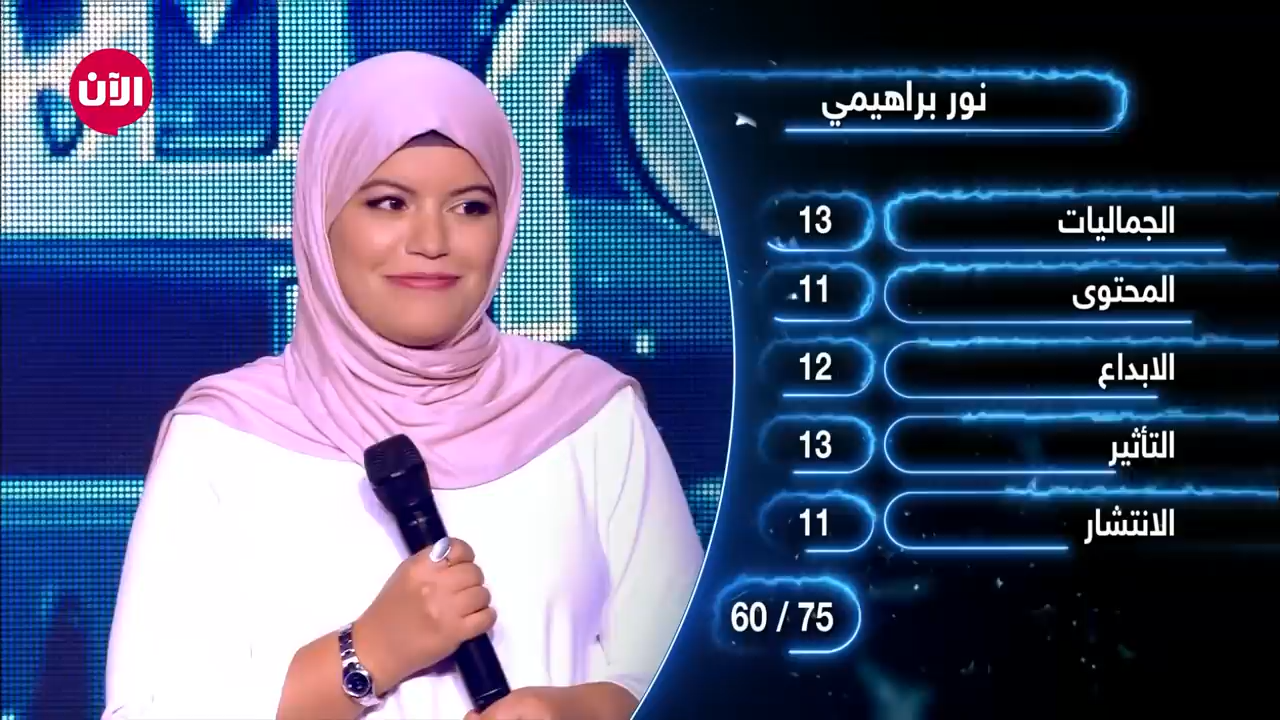 الآن
نور براهيمي
الجماليات 13
المحتوى 11
الابداع 12
التأثير 13
الانتشار 11
60 / 75